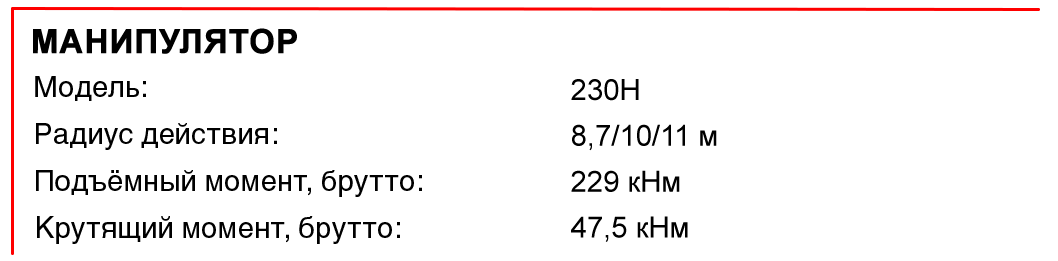 МАНИПУЛЯТОР
Модель: 230H
Радиус действия: 8,7/10/11 м
Подъёмный момент, брутто: 229 кНм
Крутящий момент, брутто: 47,5 кНм